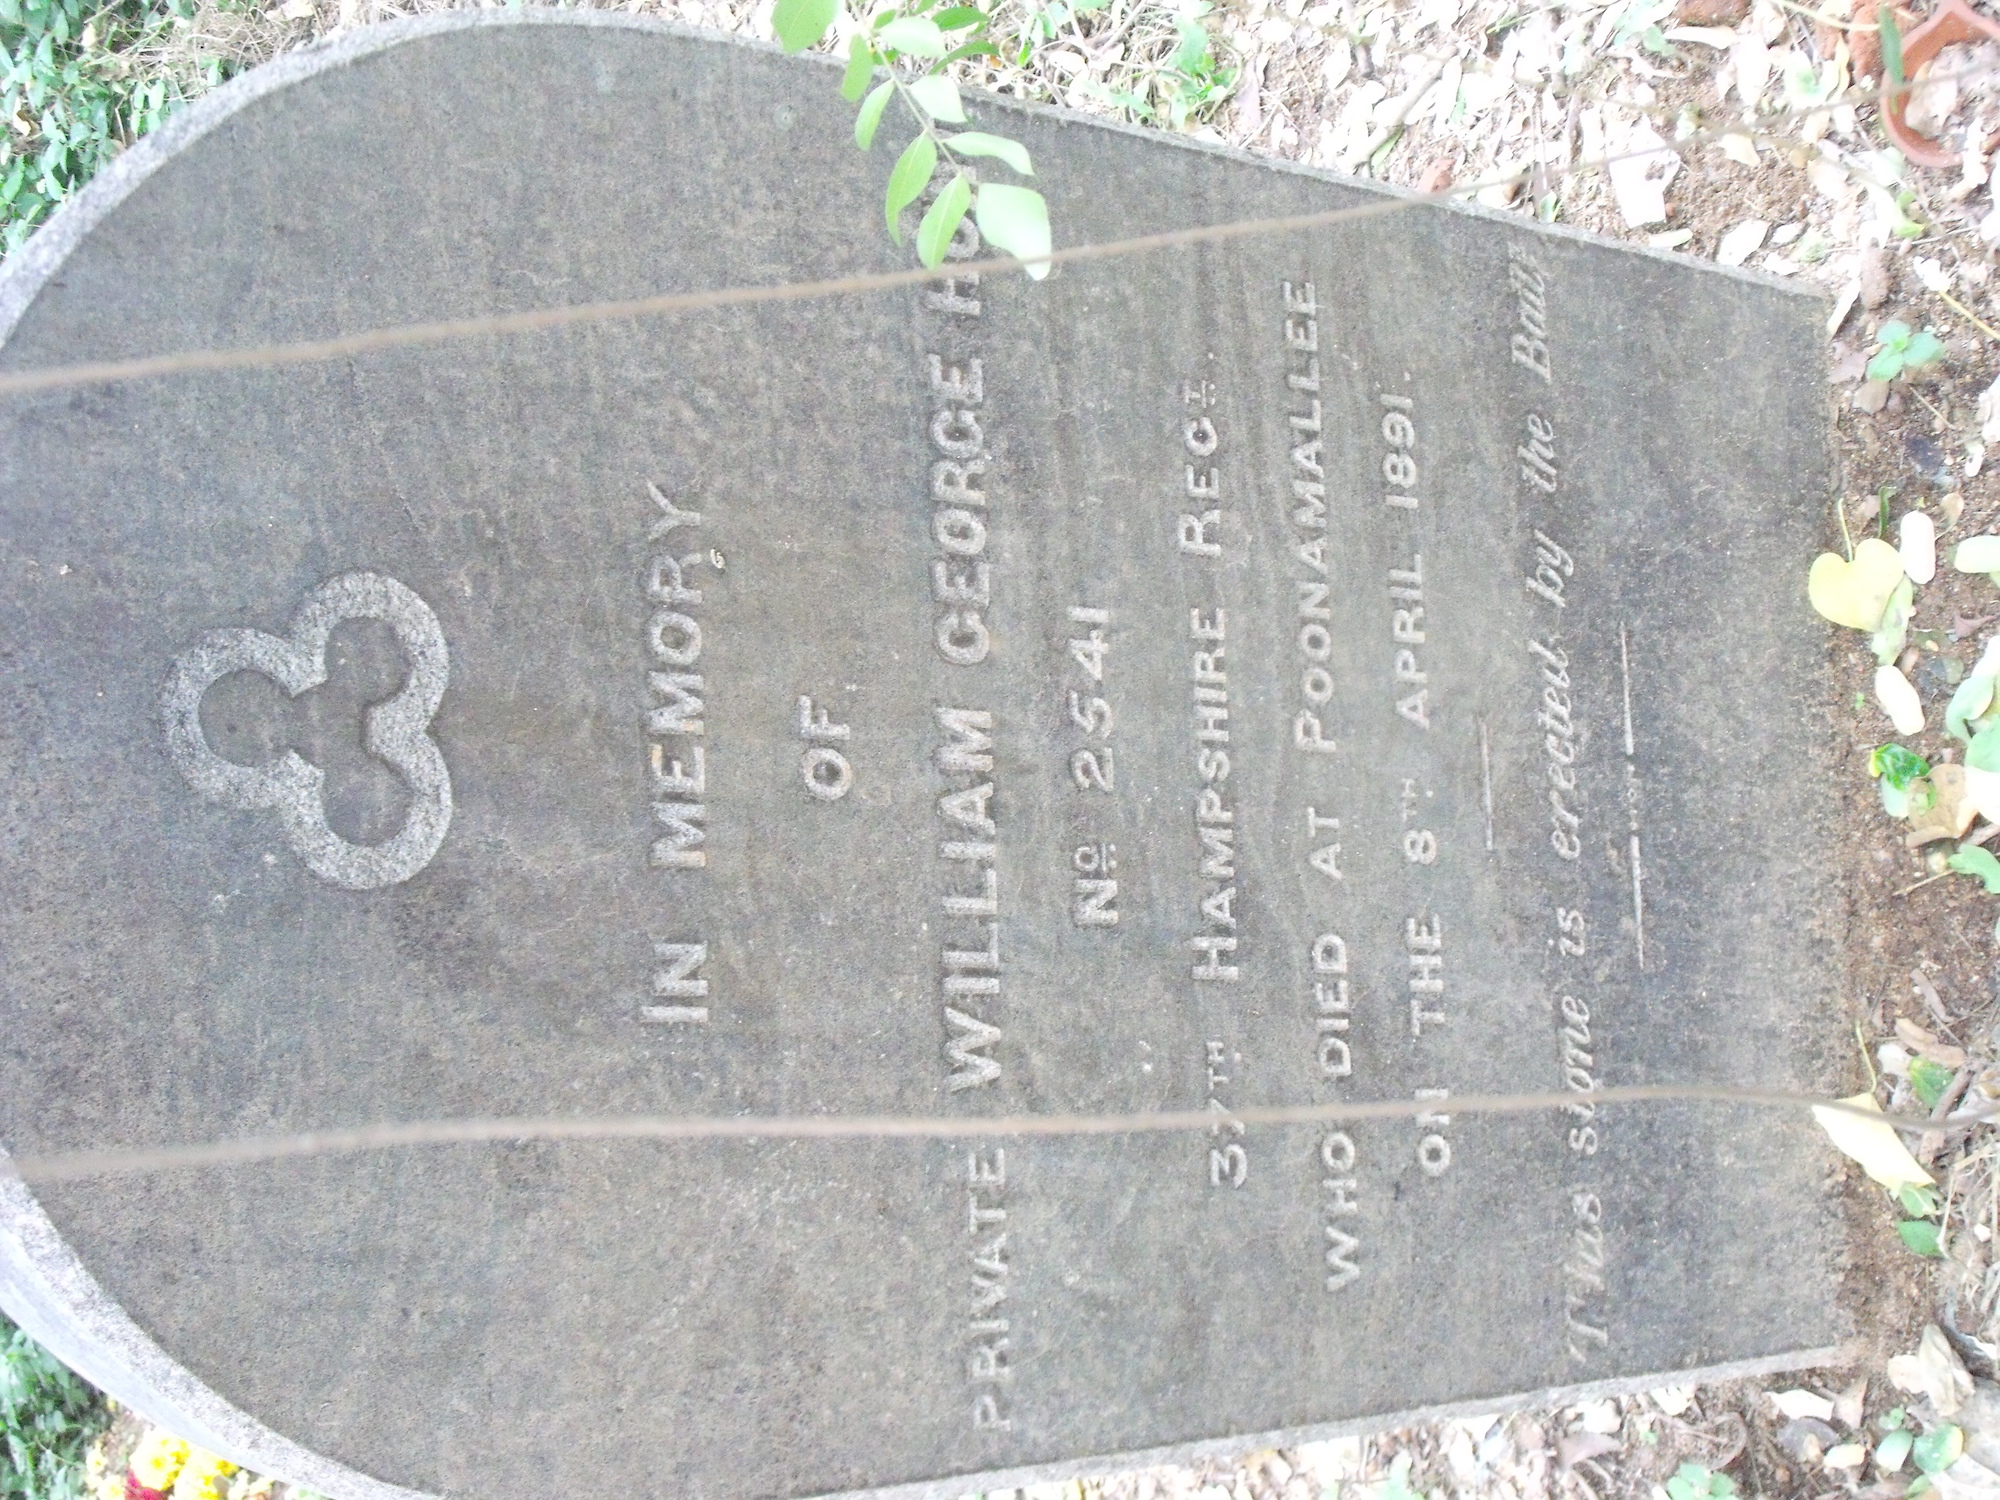 IN MEMORY
OF
PRIVATE WILLIAM GEORGE
Nº 2541
37TH HAMPSHIRE REGT.
WHO DIED AT POONAMALLEE
ON THE 8TH APRIL 1891.
This stone is erected by the Battn